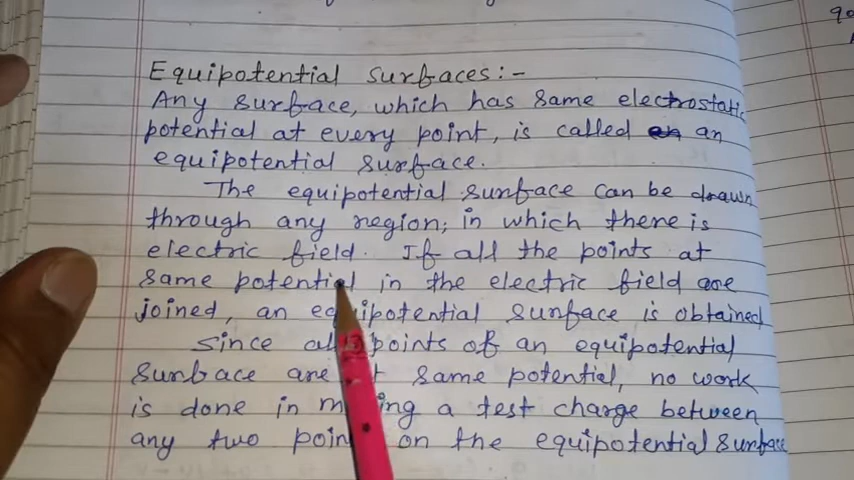 Equipotential surfaces:-
Any surface, which has same electrostatic
potential at every point, is called an
equipotential surface.
The equipotential surface can be drawn
through any region, in which there is
electric field. If all the points at
same potential in the electric field are
joined, an equipotential surface is obtained
Since all points of an equipotential
surface are at same potential, no work
is done in moving a test charge between
any two points on the equipotential surface